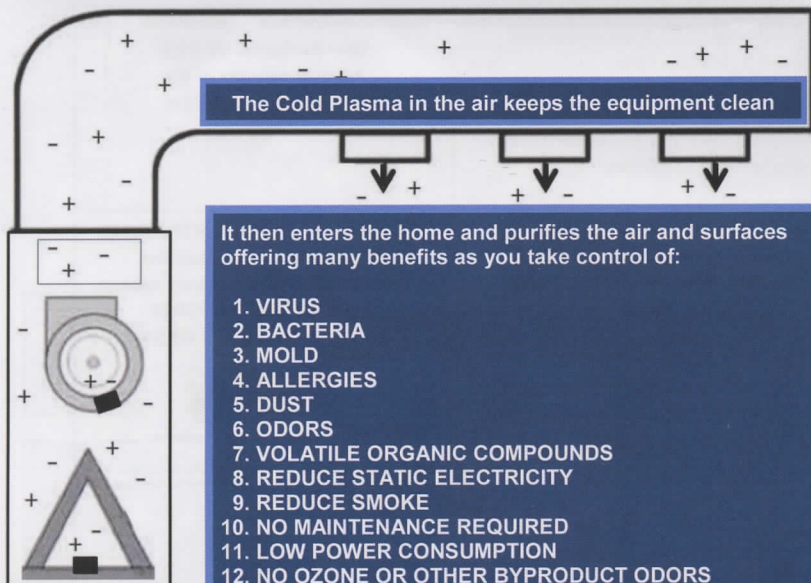 The Cold Plasma in the air keeps the equipment clean
It then enters the home and purifies the air and surfaces
offering many benefits as you take control of:
1. VIRUS
2. BACTERIA
3. MOLD
4. ALLERGIES
5. DUST
6. ODORS
7. VOLATILE ORGANIC COMPOUNDS
8. REDUCE STATIC ELECTRICITY
9. REDUCE SMOKE
10. NO MAINTENANCE REQUIRED
11. LOW POWER CONSUMPTION
12. NO OZONE OR OTHER BYPRODUCT ODORS